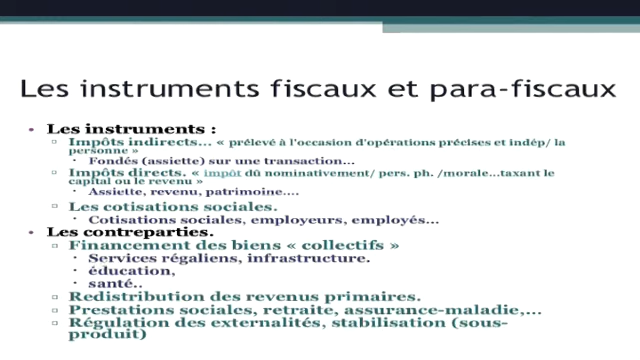 Les instruments fiscaux et para-fiscaux
• Les instruments :
▫ Impôts indirects... « prélevé à l'occasion d'opérations précises et indép/ la
personne »
• Fondés (assiette) sur une transaction...
▫ Impôts directs. « impôt dû nominativement/ pers. ph. /morale...taxant le
capital ou le revenu »
• Assiette, revenu, patrimoine....
▫ Les cotisations sociales.
• Cotisations sociales, employeurs, employés...
• Les contreparties.
▫ Financement des biens « collectifs »
• Services régaliens, infrastructure.
• éducation,
• santé..
▫ Redistribution des revenus primaires.
▫ Prestations sociales, retraite, assurance-maladie,...
▫ Régulation des externalités, stabilisation (sous-
produit)